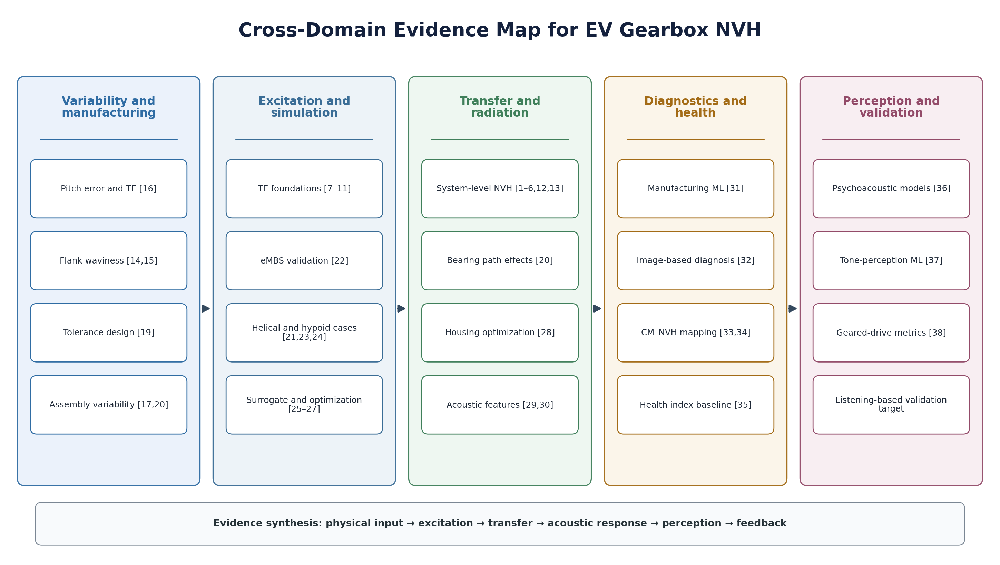 Cross-Domain Evidence Map for EV Gearbox NVH
Variability and
manufacturing
Pitch error and TE [16]
Flank waviness [14,15]
Tolerance design [19]
Assembly variability [17,20]
Excitation and
simulation
TE foundations [7–11]
eMBS validation [22]
Helical and hypoid cases
[21,23,24]
Surrogate and optimization
[25–27]
Transfer and
radiation
System-level NVH [1–6,12,13]
Bearing path effects [20]
Housing optimization [28]
Acoustic features [29,30]
Diagnostics and
health
Manufacturing ML [31]
Image-based diagnosis [32]
CM–NVH mapping [33,34]
Health index baseline [35]
Perception and
validation
Psychoacoustic models [36]
Tone-perception ML [37]
Geared-drive metrics [38]
Listening-based validation
target
Evidence synthesis: physical input → excitation → transfer → acoustic response → perception → feedback